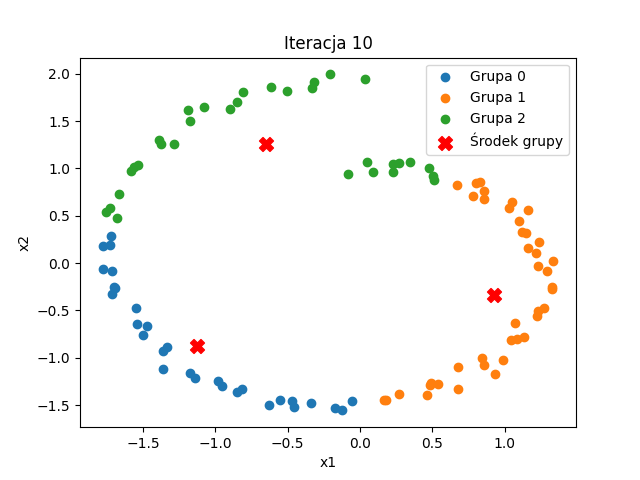 Iteracja 10
Grupa 0
Grupa 1
Grupa 2
Środek grupy
x2
2.0
1.5
1.0
0.5
0.0
−0.5
−1.0
−1.5
−1.5
−1.0
−0.5
0.0
0.5
1.0
x1